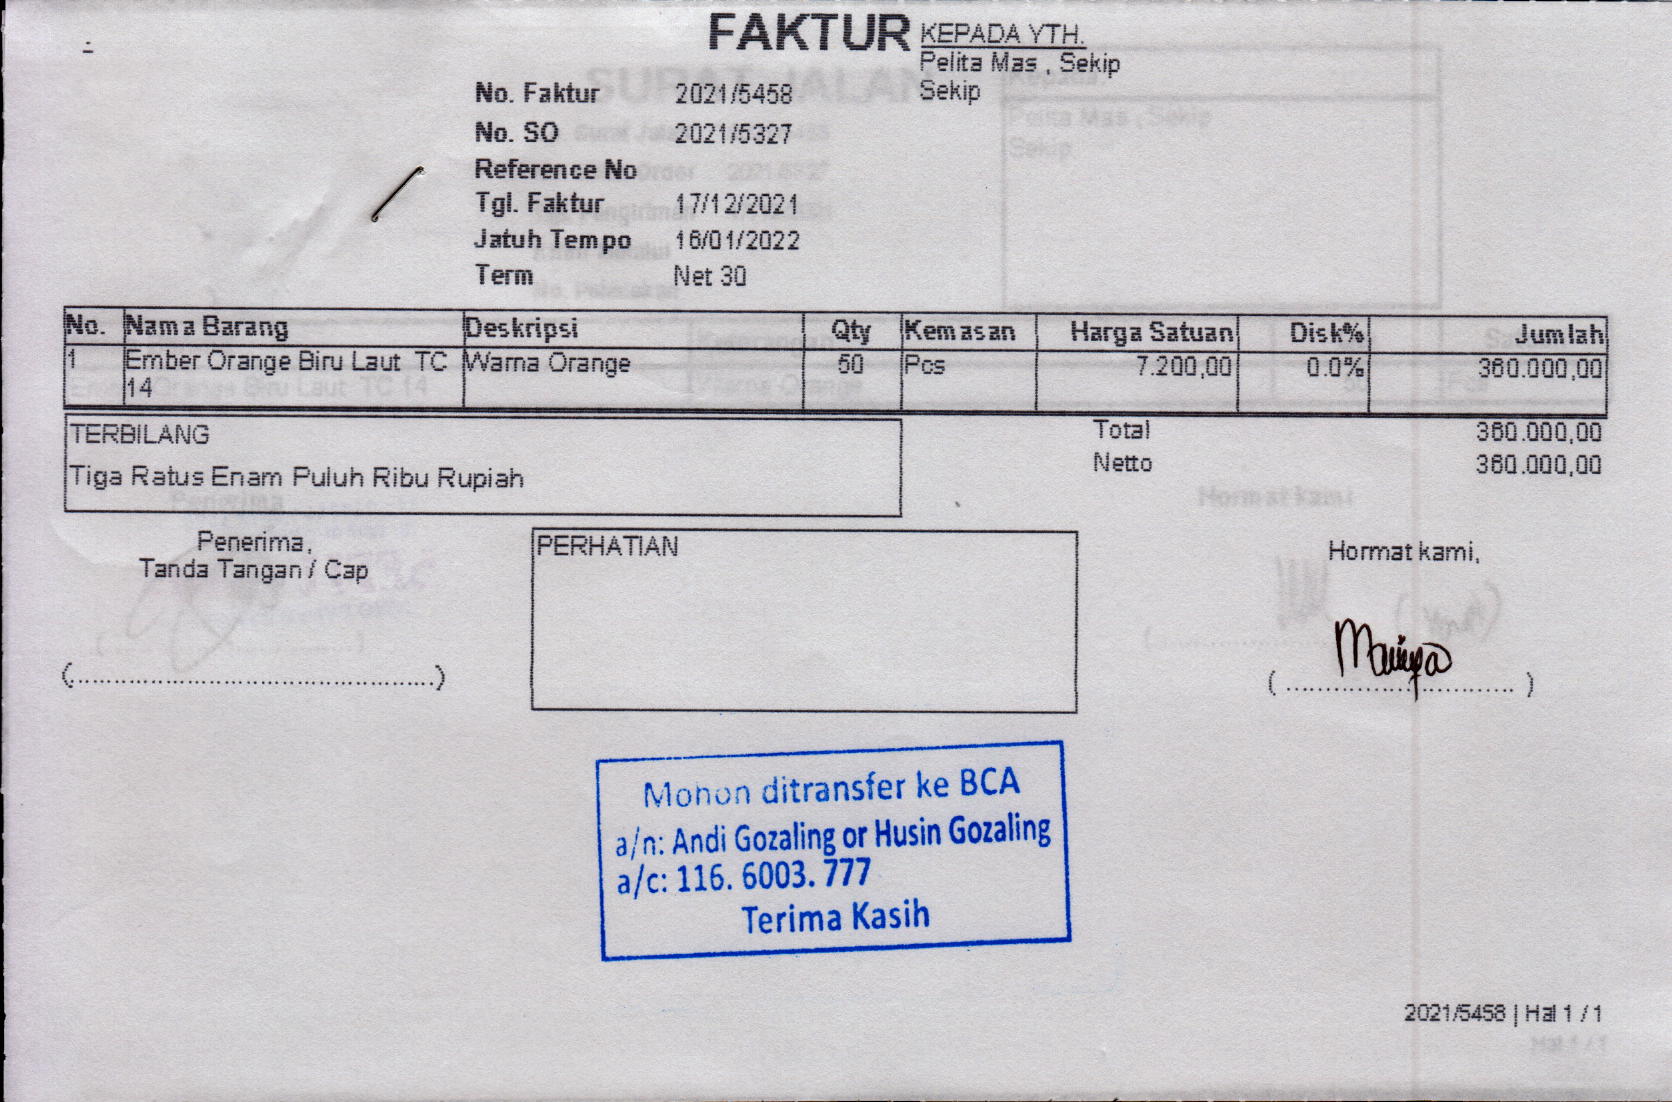 FAKTUR
KEPADA YTH.
Pelita Mas , Sekip
Sekip
No. Faktur 2021/5458
No. SO 2021/5327
Reference No
Tgl. Faktur 17/12/2021
Jatuh Tempo 16/01/2022
Term Net 30
No. Nama Barang Deskripsi Qty Kemasan Harga Satuan Disk% Jumlah
1 Ember Orange Biru Laut TC Warna Orange 50 Pcs 7.200,00 0.0% 360.000,00
14
TERBILANG
Tiga Ratus Enam Puluh Ribu Rupiah
Total 360.000,00
Netto 360.000,00
Penerima,
Tanda Tangan / Cap
(..................................................)
PERHATIAN
Hormat kami,
( ............................... )
Mohon ditransfer ke BCA
a/n: Andi Gozaling or Husin Gozaling
a/c: 116. 6003. 777
Terima Kasih
2021/5458 | Hal 1 / 1